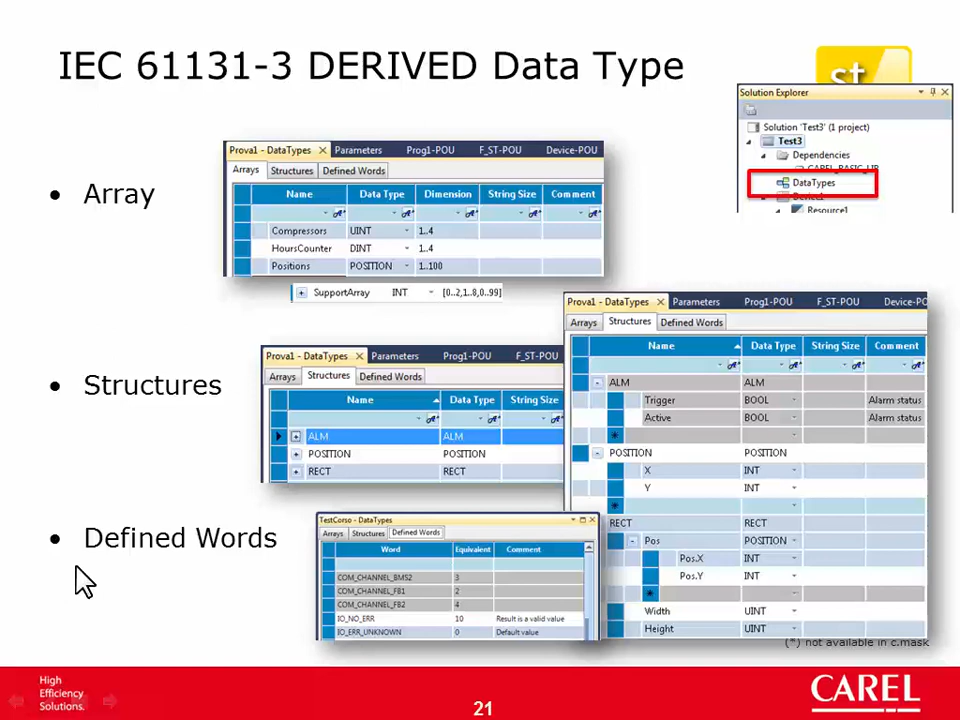 IEC 61131-3 DERIVED Data Type
st
Solution Explorer
Solution 'Test3' (1 project)
Test3
Dependencies
CAREL_BASIC_LIB
DataTypes
Device1
Resource1
• Array
Prova1 - DataTypes Parameters Prog1-POU F_ST-POU Device-POU
Arrays Structures Defined Words
Name Data Type Dimension String Size Comment
Compressors UINT 1..4
HoursCounter DINT 1..4
Positions POSITION 1..100
SupportArray INT [0..2,1..8,0..99]
• Structures
Prova1 - DataTypes Parameters Prog1-POU F_ST-POU
Arrays Structures Defined Words
Name Data Type String Size
ALM ALM
POSITION POSITION
RECT RECT
Prova1 - DataTypes Parameters Prog1-POU F_ST-POU Device-PO
Arrays Structures Defined Words
Name Data Type String Size Comment
ALM ALM
Trigger BOOL Alarm status
Active BOOL Alarm status
POSITION POSITION
X INT
Y INT
RECT RECT
Pos POSITION
Pos.X INT
Pos.Y INT
Width UINT
Height UINT
• Defined Words
TestCorso - DataTypes
Arrays Structures Defined Words
Word Equivalent Comment
COM_CHANNEL_BMS2 3
COM_CHANNEL_FB1 2
COM_CHANNEL_FB2 4
IO_NO_ERR 10 Result is a valid value
IO_ERR_UNKNOWN 0 Default value
(*) not available in c.mask
High
Efficiency
Solutions.
21
CAREL